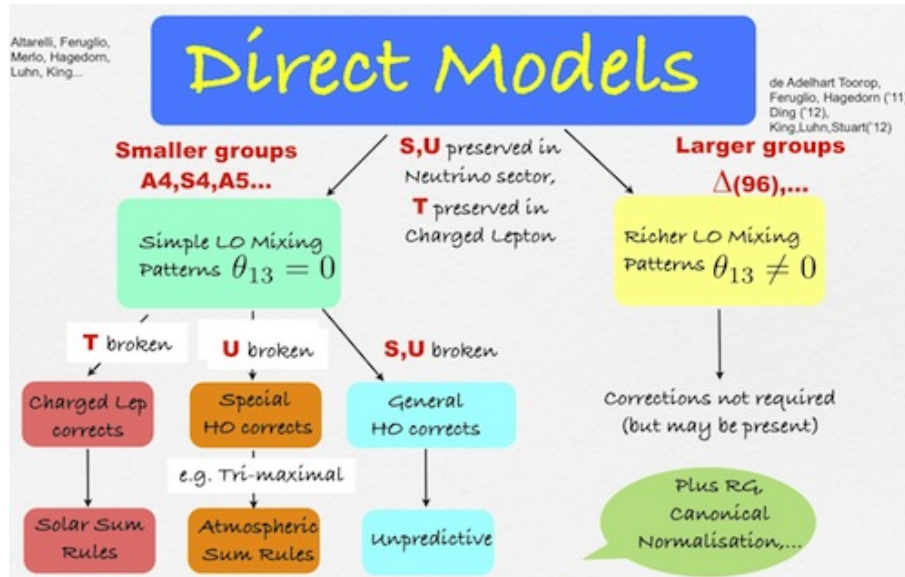 Altarelli, Feruglio,
Merlo, Hagedorn,
Luhn, King...
Direct Models
de Adelhart Toorop,
Feruglio, Hagedorn ('11)
Ding ('12),
King,Luhn,Stuart('12)
Smaller groups
A4,S4,A5...
S,U preserved in
Neutrino sector,
T preserved in
Charged Lepton
Larger groups
Δ(96),...
Simple LO Mixing
Patterns θ₁₃ = 0
Richer LO Mixing
Patterns θ₁₃ ≠ 0
T broken
U broken
S,U broken
Charged Lep
corrects
Special
HO corrects
General
HO corrects
Corrections not required
(but may be present)
e.g. Tri-maximal
Solar Sum
Rules
Atmospheric
Sum Rules
Unpredictive
Plus RG,
Canonical
Normalisation,...